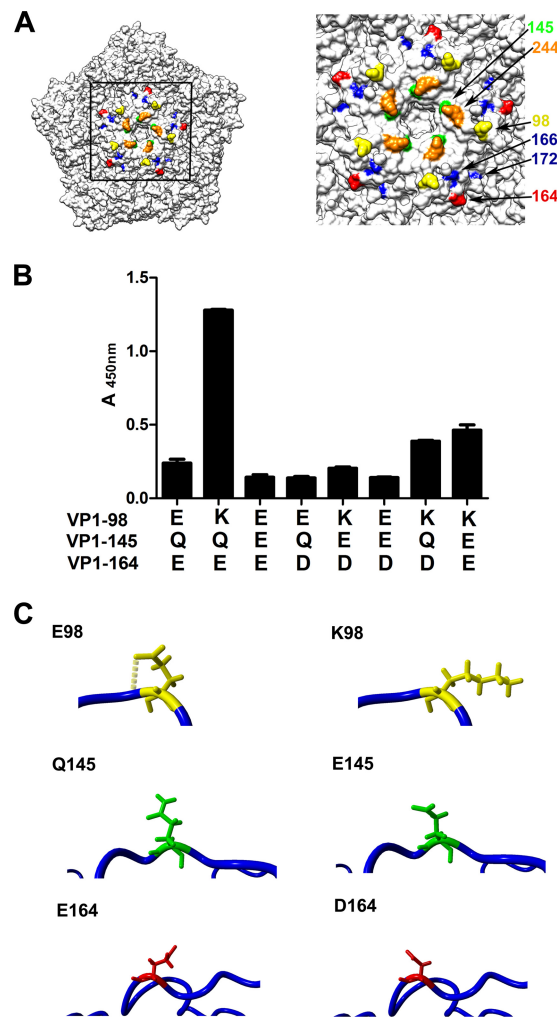 A
145
244
98
166
172
164
B
1.5
1.0
0.5
0.0
A 450nm
VP1-98 E K E E K E K K
VP1-145 Q Q E Q E E Q E
VP1-164 E E E D D D D E
C
E98 K98
Q145 E145
E164 D164